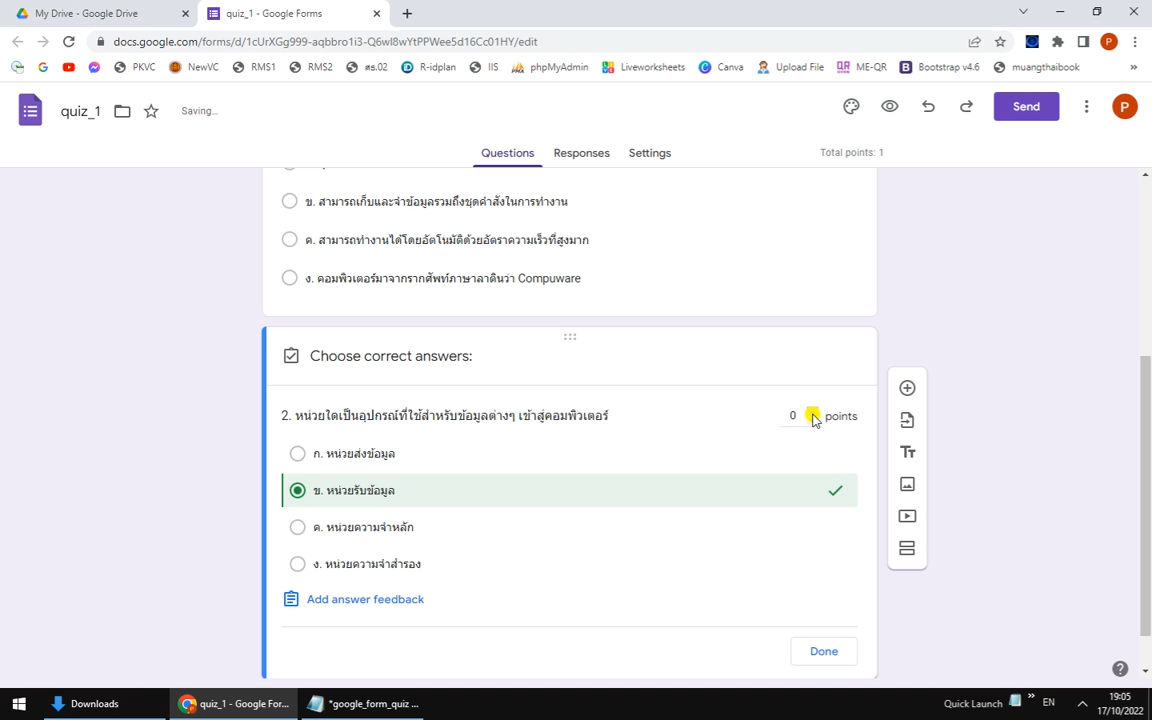 My Drive - Google Drive
quiz_1 - Google Forms
docs.google.com/forms/d/1cUrXGg999-aqbbro1i3-Q6wI8wYtPPWee5d16Cc01HY/edit
PKVC NewVC RMS1 RMS2 ศธ.02 R-idplan IIS phpMyAdmin Liveworksheets Canva Upload File ME-QR Bootstrap v4.6 muangthaibook »
quiz_1 Saving... Send P
Questions Responses Settings Total points: 1
ข. สามารถเก็บและจำข้อมูลรวมถึงชุดคำสั่งในการทำงาน
ค. สามารถทำงานได้โดยอัตโนมัติด้วยอัตราความเร็วที่สูงมาก
ง. คอมพิวเตอร์มาจากรากศัพท์ภาษาลาตินว่า Compuware
Choose correct answers:
2. หน่วยใดเป็นอุปกรณ์ที่ใช้สำหรับข้อมูลต่างๆ เข้าสู่คอมพิวเตอร์ 0 points
ก. หน่วยส่งข้อมูล
ข. หน่วยรับข้อมูล
ค. หน่วยความจำหลัก
ง. หน่วยความจำสำรอง
Add answer feedback
Done
Downloads quiz_1 - Google For... *google_form_quiz ... Quick Launch » EN 19:05
17/10/2022